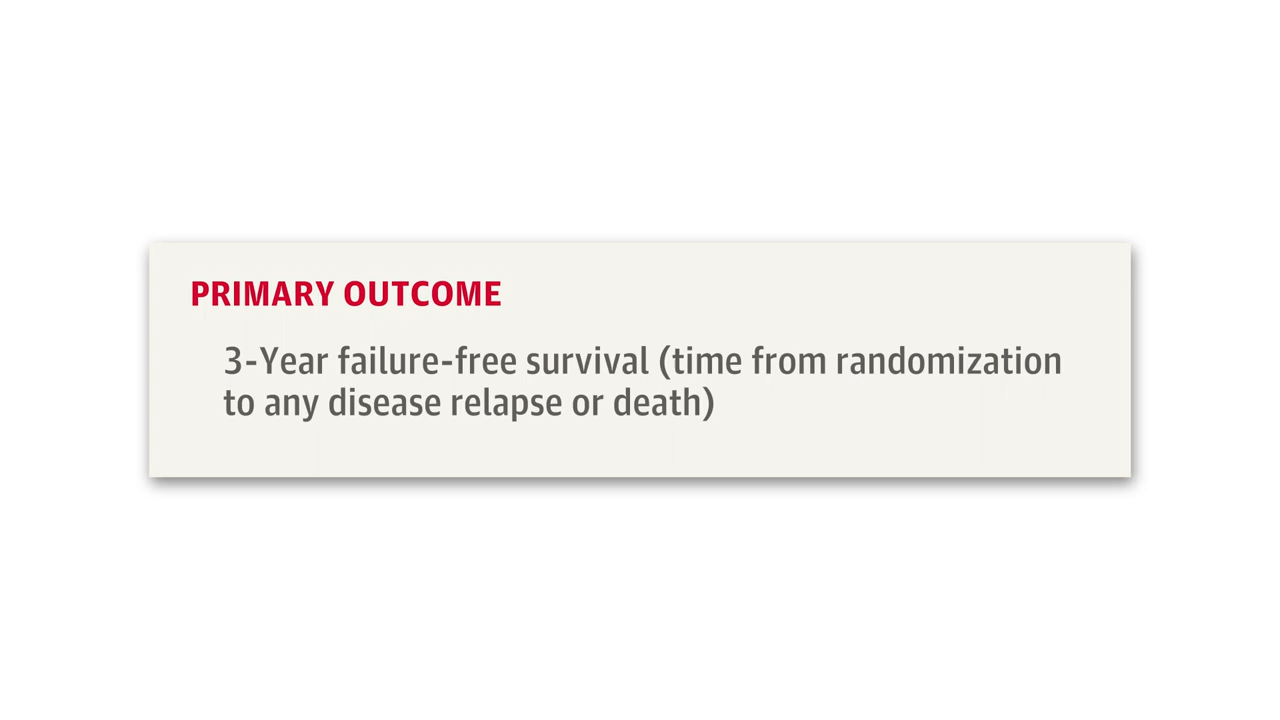 PRIMARY OUTCOME
3-Year failure-free survival (time from randomization
to any disease relapse or death)